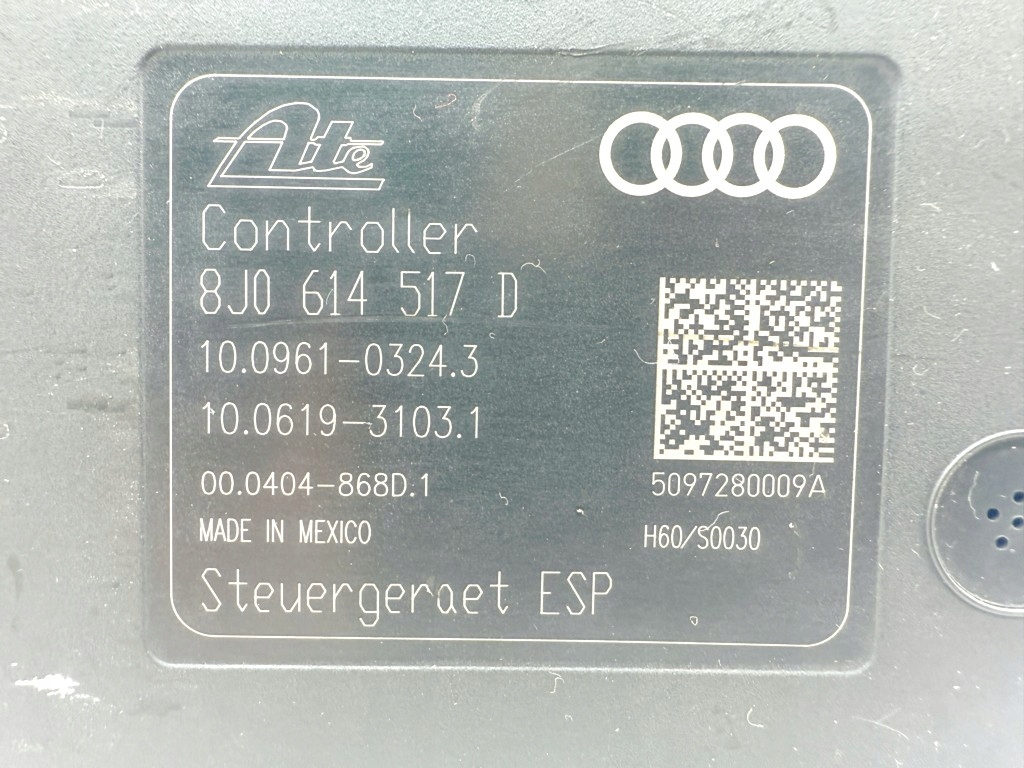 Ate
Controller
8J0 614 517 D
10.0961-0324.3
10.0619-3103.1
00.0404-868D.1
5097280009A
MADE IN MEXICO
H60/S0030
Steuergeraet ESP